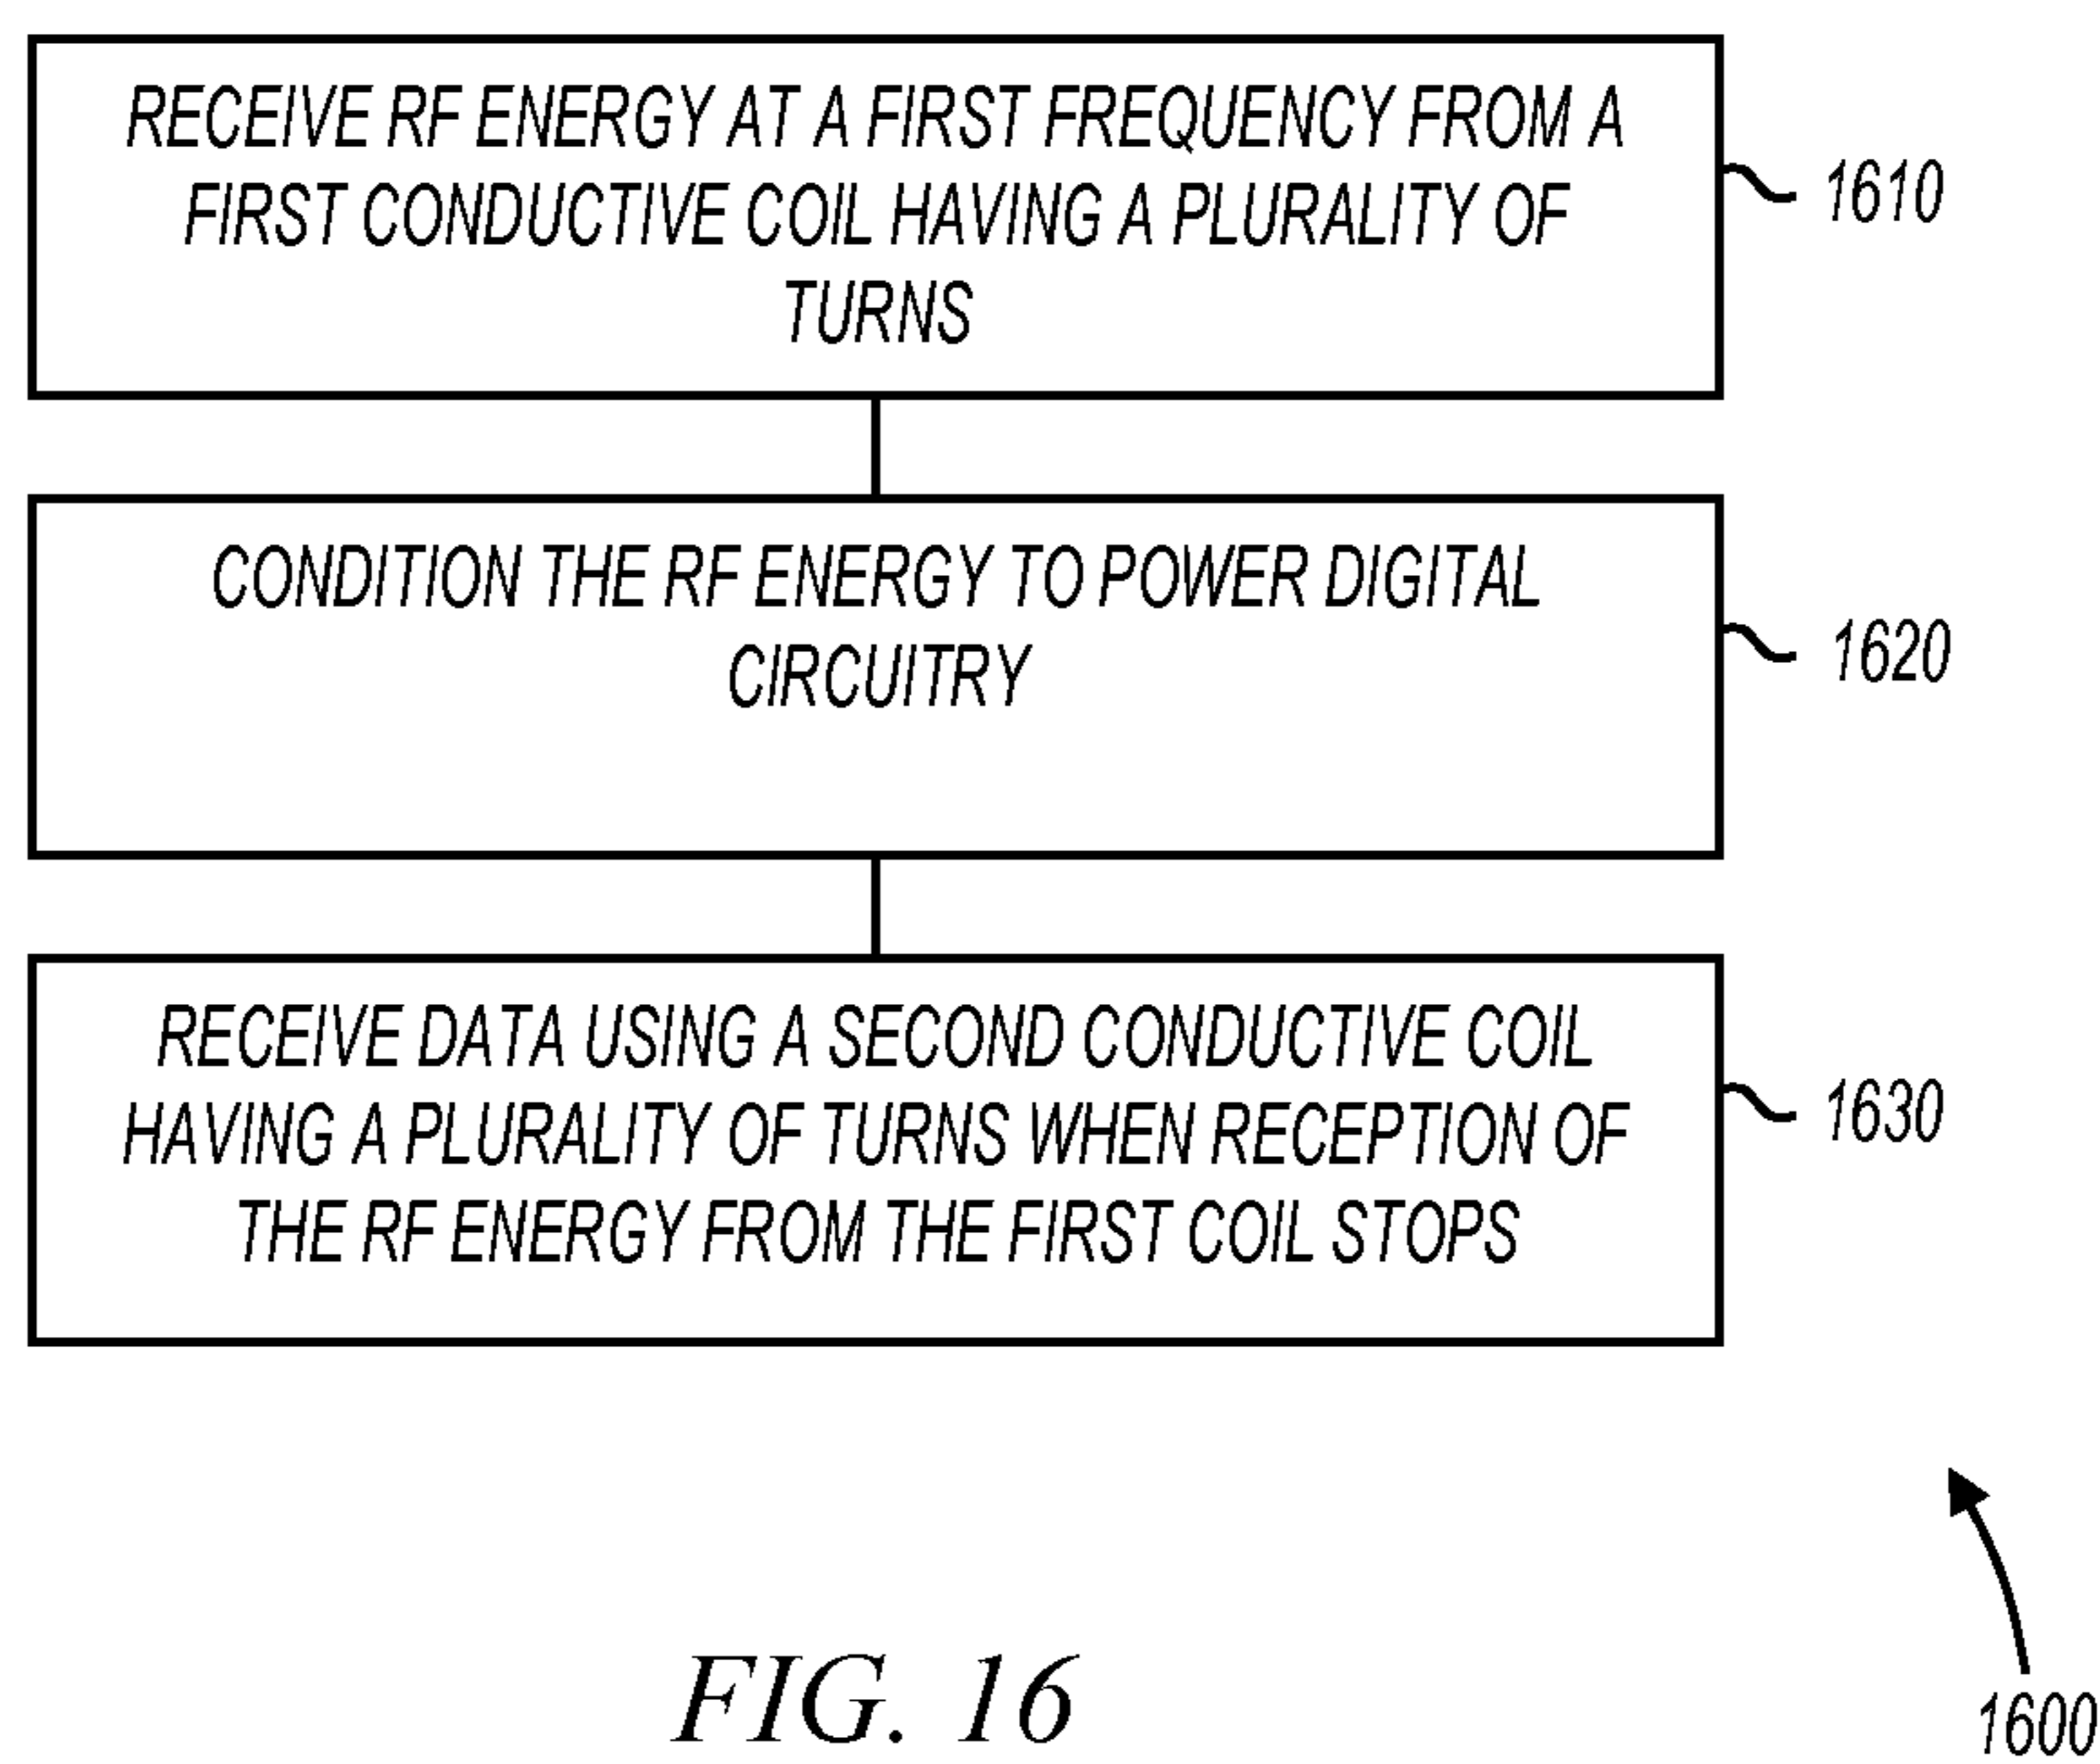 RECEIVE RF ENERGY AT A FIRST FREQUENCY FROM A
FIRST CONDUCTIVE COIL HAVING A PLURALITY OF
TURNS
1610
CONDITION THE RF ENERGY TO POWER DIGITAL
CIRCUITRY
1620
RECEIVE DATA USING A SECOND CONDUCTIVE COIL
HAVING A PLURALITY OF TURNS WHEN RECEPTION OF
THE RF ENERGY FROM THE FIRST COIL STOPS
1630
1600
FIG. 16